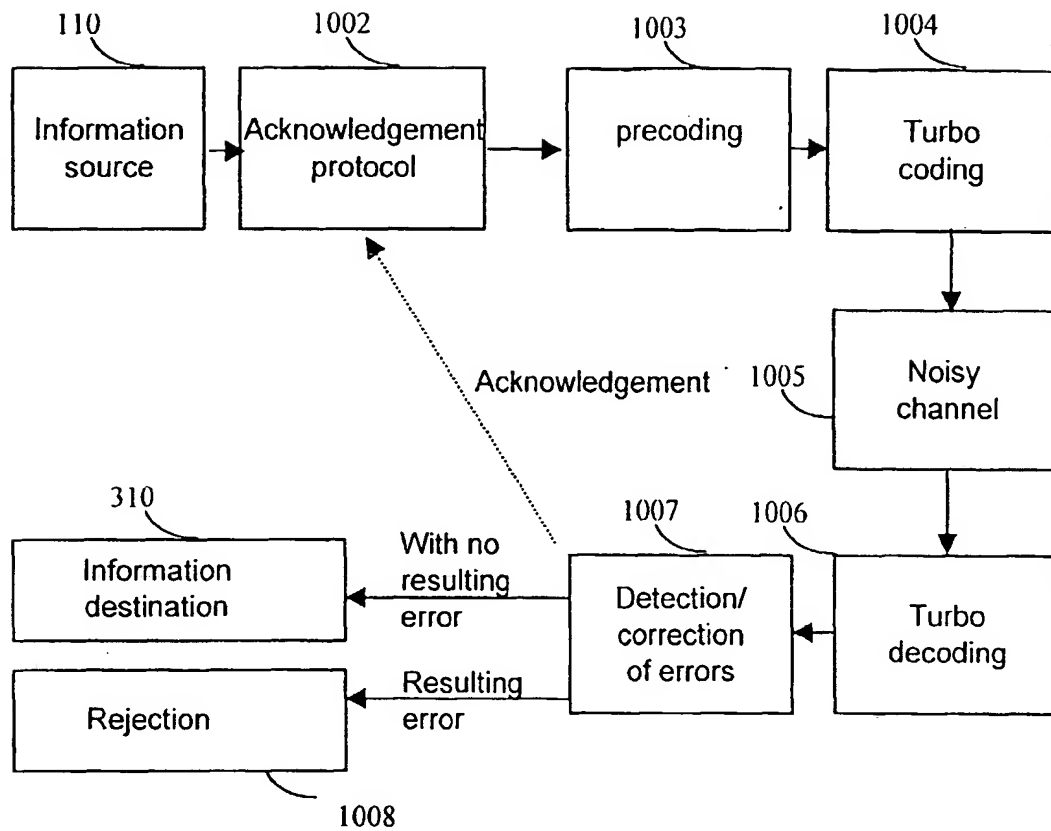 110
1002
1003
1004
Information
source
Acknowledgement
protocol
precoding
Turbo
coding
Acknowledgement
1005
Noisy
channel
310
1007
1006
Information
destination
With no
resulting
error
Detection/
correction
of errors
Turbo
decoding
Rejection
Resulting
error
1008